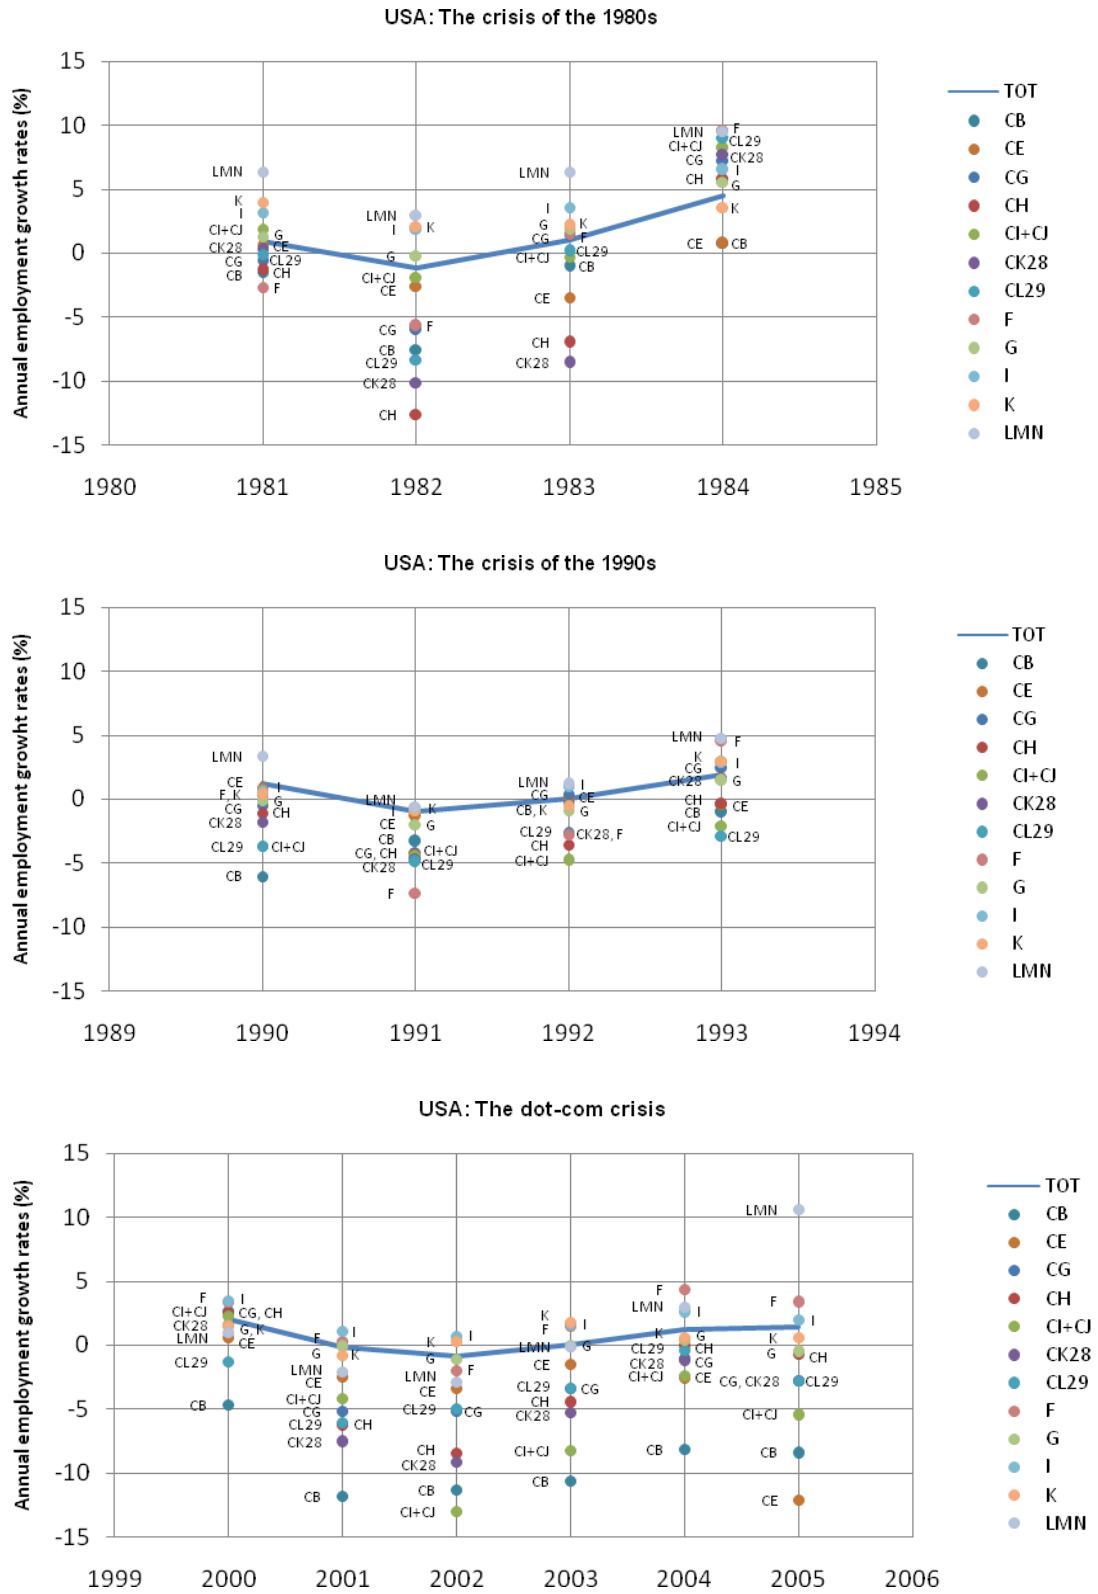 USA: The crisis of the 1980s
Annual employment growth rates (%)
15
10
5
0
-5
-10
-15
1980
1981
1982
1983
1984
1985
LMN
K
I
CI+CJ
G
CK28
CE
CG
CL29
CB
CH
F
LMN
I
K
G
CI+CJ
CE
CG
F
CB
CL29
CK28
CH
LMN
I
G
K
CG
F
CI+CJ
CL29
CB
CE
CH
CK28
LMN
F
CI+CJ
CL29
CG
CK28
CH
I
G
K
CE
CB
TOT
CB
CE
CG
CH
CI+CJ
CK28
CL29
F
G
I
K
LMN
USA: The crisis of the 1990s
Annual employment growht rates (%)
15
10
5
0
-5
-10
-15
1989
1990
1991
1992
1993
1994
LMN
CE
I
F, K
G
CG
CH
CK28
CL29
CI+CJ
CB
LMN
K
I
CE
G
CB
CG, CH
CI+CJ
CK28
CL29
F
LMN
I
CG
CE
CB, K
G
CL29
CK28, F
CH
CI+CJ
LMN
F
K
I
CG
CK28
G
CH
CE
CB
CI+CJ
CL29
TOT
CB
CE
CG
CH
CI+CJ
CK28
CL29
F
G
I
K
LMN
USA: The dot-com crisis
Annual employment growth rates (%)
15
10
5
0
-5
-10
-15
1999
2000
2001
2002
2003
2004
2005
2006
F
I
CI+CJ
CG, CH
CK28
G, K
LMN
CE
CL29
CB
I
F
G
K
LMN
CE
CI+CJ
CG
CL29
CH
CK28
CB
I
K
G
F
LMN
CE
CL29
CG
CH
CK28
CB
CI+CJ
K
I
F
LMN
G
CE
CL29
CG
CH
CK28
CI+CJ
CB
F
LMN
I
K
G
CL29
CH
CK28
CG
CI+CJ
CE
CB
LMN
F
I
K
G
CH
CG, CK28
CL29
CI+CJ
CB
CE
TOT
CB
CE
CG
CH
CI+CJ
CK28
CL29
F
G
I
K
LMN